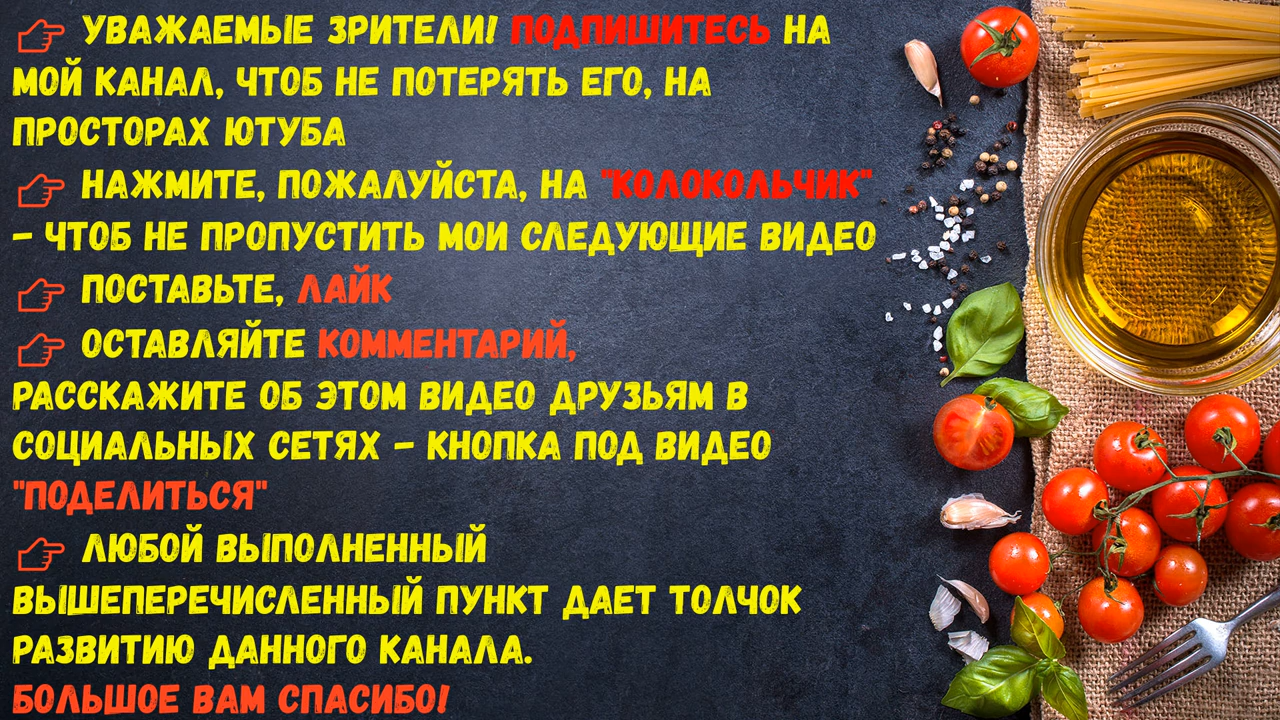 👉 УВАЖАЕМЫЕ ЗРИТЕЛИ! ПОДПИШИТЕСЬ НА
МОЙ КАНАЛ, ЧТОБ НЕ ПОТЕРЯТЬ ЕГО, НА
ПРОСТОРАХ ЮТУБА
👉 НАЖМИТЕ, ПОЖАЛУЙСТА, НА "КОЛОКОЛЬЧИК"
– ЧТОБ НЕ ПРОПУСТИТЬ МОИ СЛЕДУЮЩИЕ ВИДЕО
👉 ПОСТАВЬТЕ, ЛАЙК
👉 ОСТАВЛЯЙТЕ КОММЕНТАРИЙ,
РАССКАЖИТЕ ОБ ЭТОМ ВИДЕО ДРУЗЬЯМ В
СОЦИАЛЬНЫХ СЕТЯХ – КНОПКА ПОД ВИДЕО
"ПОДЕЛИТЬСЯ"
👉 ЛЮБОЙ ВЫПОЛНЕННЫЙ
ВЫШЕПЕРЕЧИСЛЕННЫЙ ПУНКТ ДАЕТ ТОЛЧОК
РАЗВИТИЮ ДАННОГО КАНАЛА.
БОЛЬШОЕ ВАМ СПАСИБО!